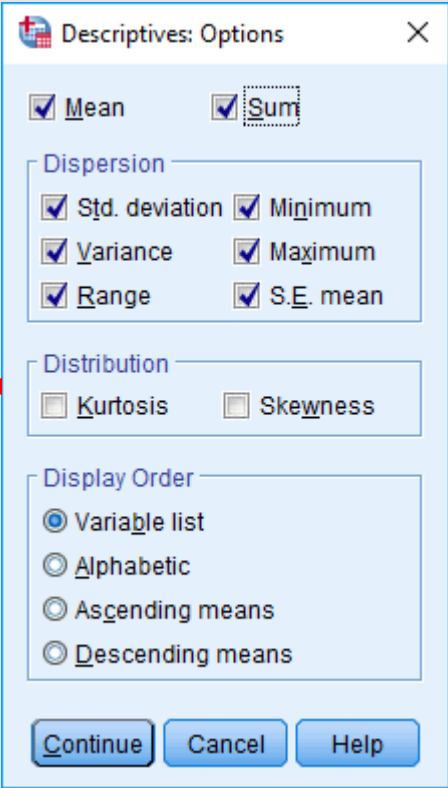 Descriptives: Options
Mean Sum
Dispersion
Std. deviation Minimum
Variance Maximum
Range S.E. mean
Distribution
Kurtosis Skewness
Display Order
Variable list
Alphabetic
Ascending means
Descending means
Continue Cancel Help